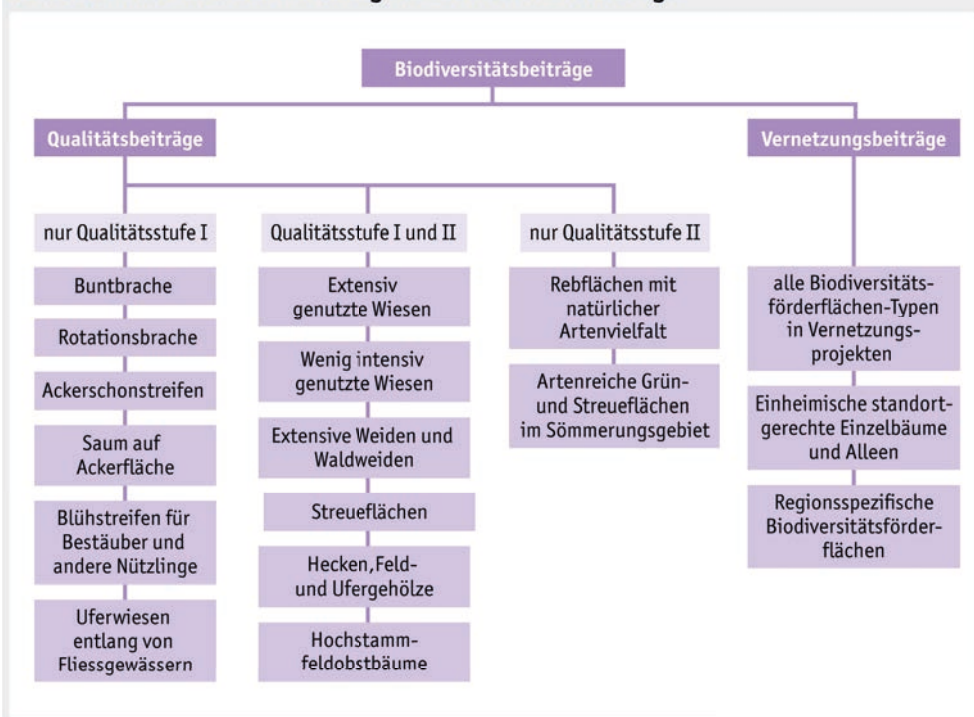 Biodiversitätsbeiträge
Qualitätsbeiträge
Vernetzungsbeiträge
nur Qualitätsstufe I
Buntbrache
Rotationsbrache
Ackerschonstreifen
Saum auf
Ackerfläche
Blühstreifen für
Bestäuber und
andere Nützlinge
Uferwiesen
entlang von
Fliessgewässern
Qualitätsstufe I und II
Extensiv
genutzte Wiesen
Wenig intensiv
genutzte Wiesen
Extensive Weiden und
Waldweiden
Streueflächen
Hecken,Feld-
und Ufergehölze
Hochstamm-
feldobstbäume
nur Qualitätsstufe II
Rebflächen mit
natürlicher
Artenvielfalt
Artenreiche Grün-
und Streueflächen
im Sömmerungsgebiet
alle Biodiversitäts-
förderflächen-Typen
in Vernetzungs-
projekten
Einheimische standort-
gerechte Einzelbäume
und Alleen
Regionsspezifische
Biodiversitätsförder-
flächen